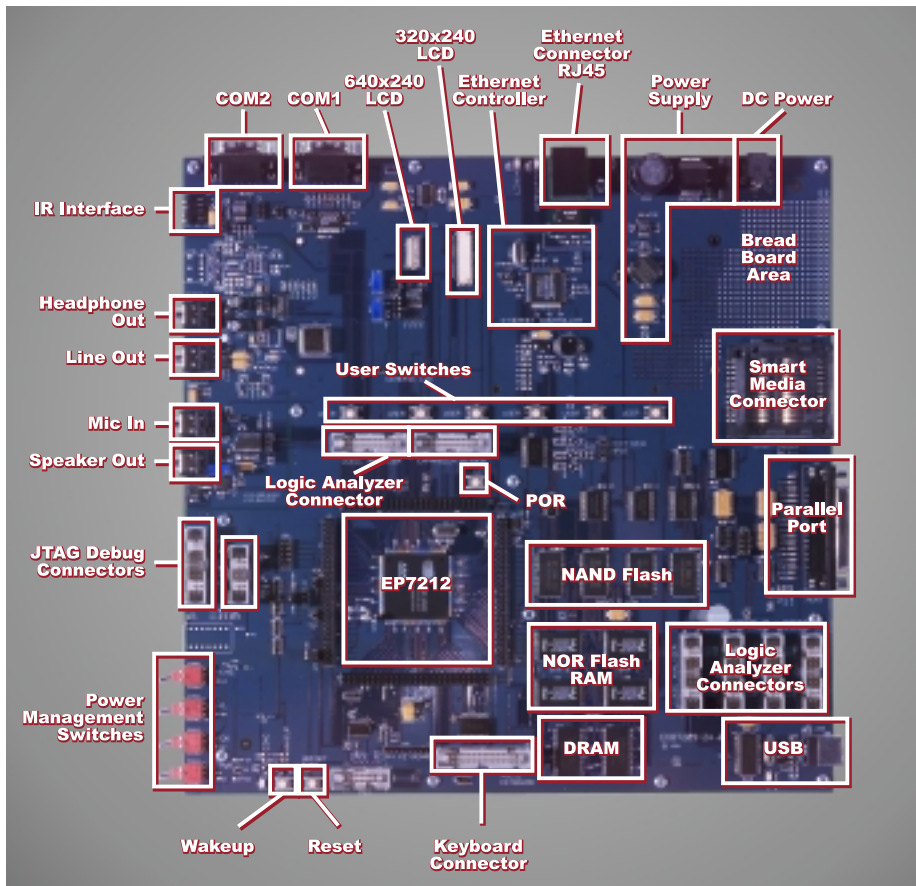 320x240
LCD
Ethernet
Connector
RJ45
640x240
LCD
Ethernet
Controller
Power
Supply
COM2
COM1
DC Power
IR Interface
Bread
Board
Area
Headphone
Out
Line Out
User Switches
Smart
Media
Connector
Mic In
Speaker Out
Logic Analyzer
Connector
POR
Parallel
Port
JTAG Debug
Connectors
EP7212
NAND Flash
NOR Flash
RAM
Logic
Analyzer
Connectors
Power
Management
Switches
DRAM
USB
Wakeup
Reset
Keyboard
Connector